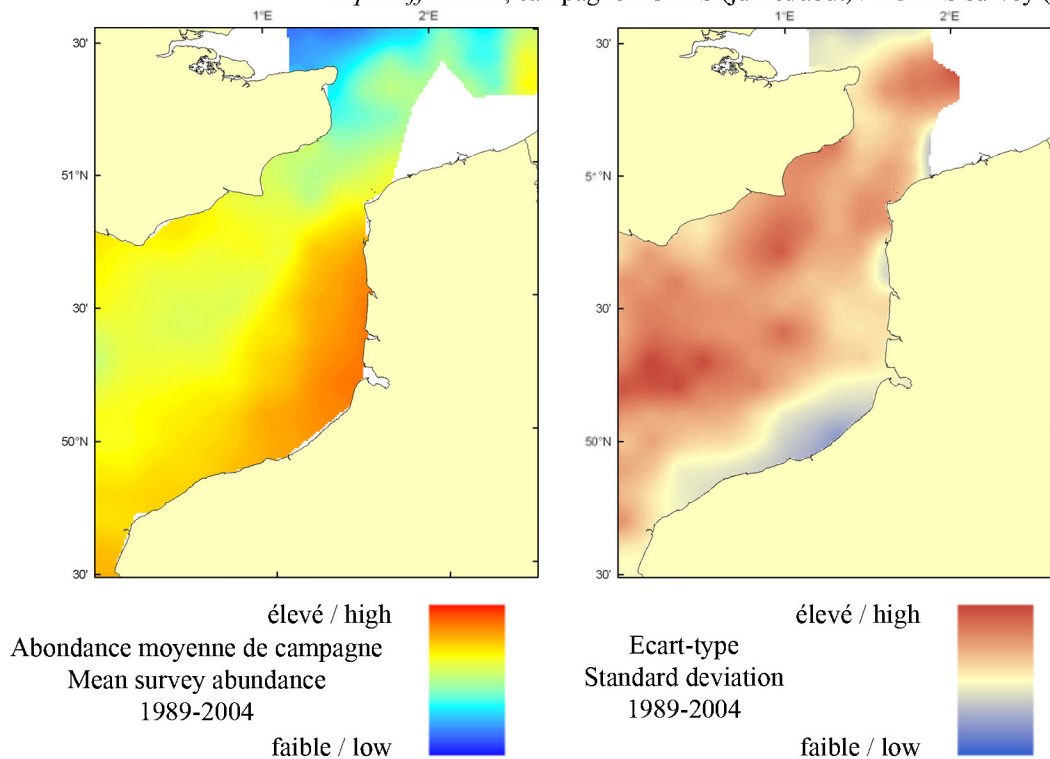 1°E 2°E 1°E 2°E
30' 30'
51°N 5°N
30' 30'
50°N 50°N
30' 30'
élevé / high
Abondance moyenne de campagne
Mean survey abundance
1989-2004
faible / low
élevé / high
Ecart-type
Standard deviation
1989-2004
faible / low